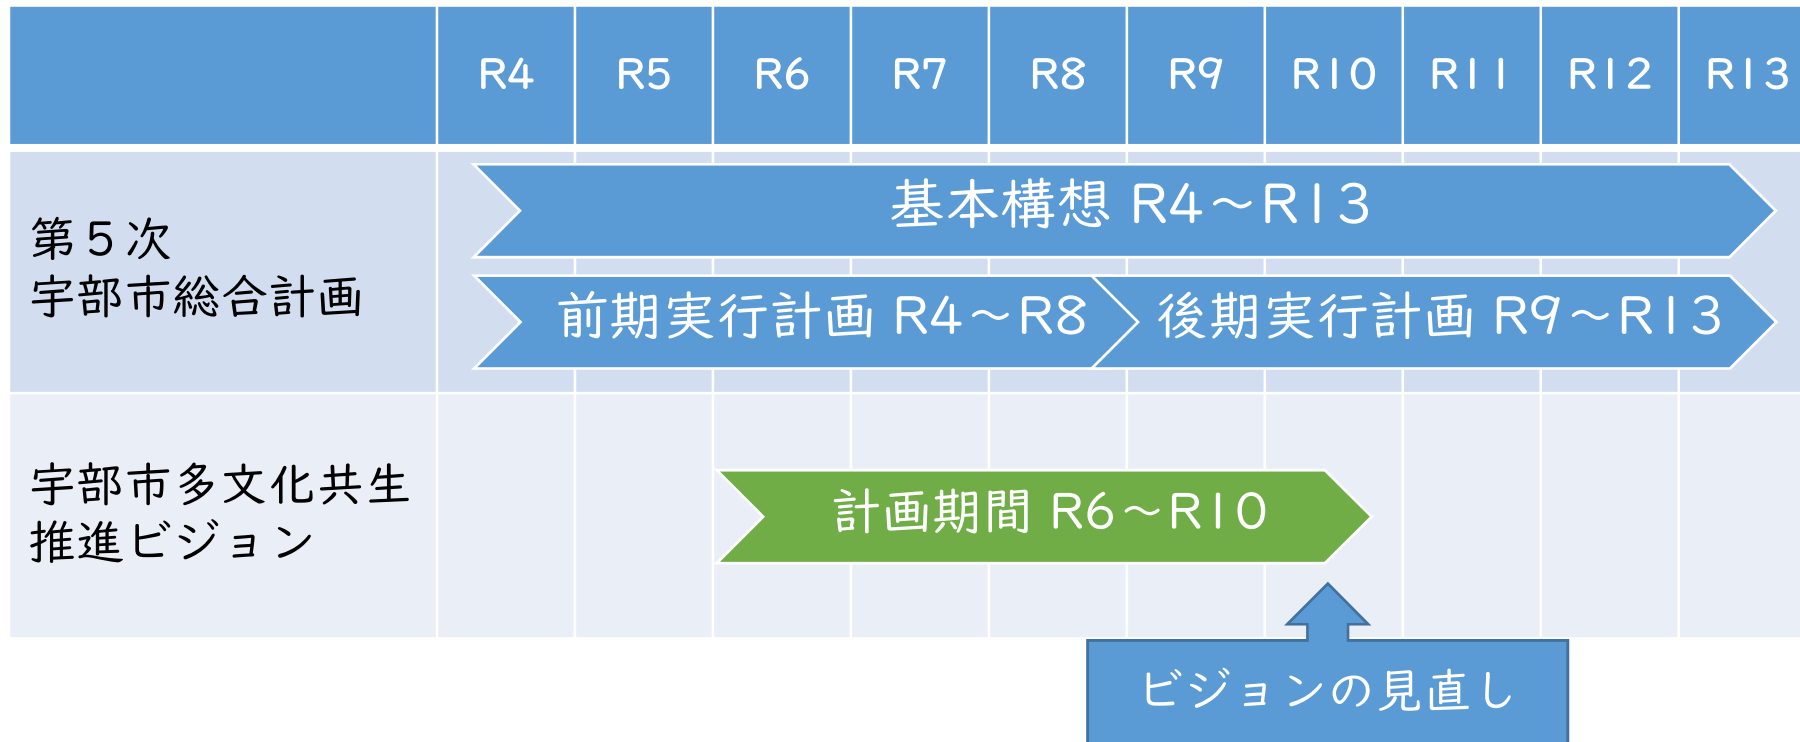 R4 R5 R6 R7 R8 R9 R10 R11 R12 R13
第５次
宇部市総合計画
基本構想 R4～R13
前期実行計画 R4～R8 後期実行計画 R9～R13
宇部市多文化共生
推進ビジョン
計画期間 R6～R10
ビジョンの見直し